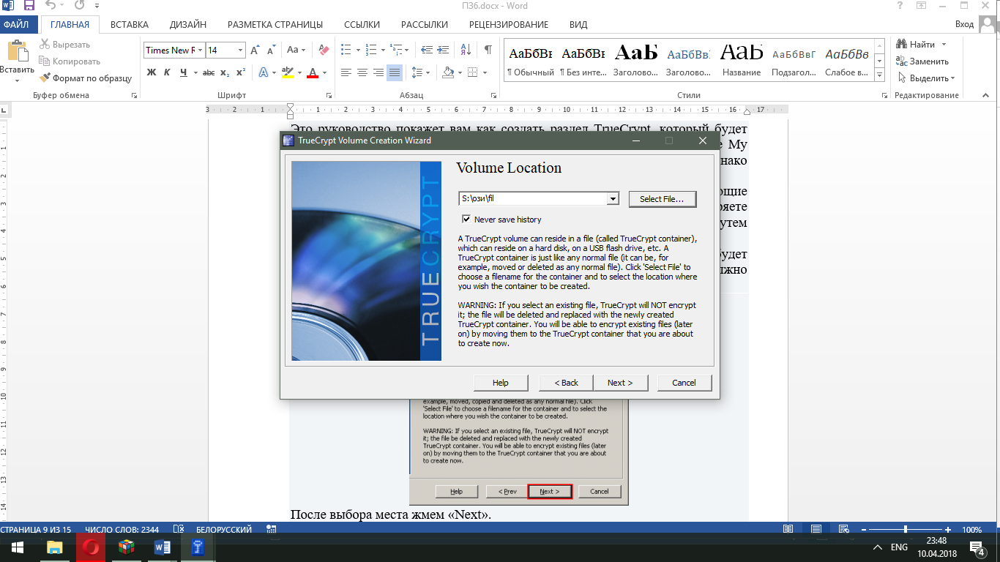 П36.docx - Word
ФАЙЛ ГЛАВНАЯ ВСТАВКА ДИЗАЙН РАЗМЕТКА СТРАНИЦЫ ССЫЛКИ РАССЫЛКИ РЕЦЕНЗИРОВАНИЕ ВИД Вход
Вставить
Вырезать
Копировать
Формат по образцу
Буфер обмена
Times New R 14
Ж К Ч abc x₂ x²
Шрифт
Абзац
АаБбВı АаБбВı АаБ АаБбВı АаБ АаБбВвГ АаБбВв
¶ Обычный ¶ Без инте... Заголово... Заголово... Название Подзагол... Слабое в...
Стили
Найти
Заменить
Выделить
Редактирование
3 2 1 1 2 3 4 5 6 7 8 9 10 11 12 13 14 15 16 17
Это руководство покажет вам как создать раздел TrueCrypt, который будет
е My
нако
ощие
ряете
утем
будет
лжно
TrueCrypt Volume Creation Wizard
TRUECRYPT
Volume Location
S:\ози\fil
Select File...
Never save history
A TrueCrypt volume can reside in a file (called TrueCrypt container),
which can reside on a hard disk, on a USB flash drive, etc. A
TrueCrypt container is just like any normal file (it can be, for
example, moved or deleted as any normal file). Click 'Select File' to
choose a filename for the container and to select the location where
you wish the container to be created.
WARNING: If you select an existing file, TrueCrypt will NOT encrypt
it; the file will be deleted and replaced with the newly created
TrueCrypt container. You will be able to encrypt existing files (later
on) by moving them to the TrueCrypt container that you are about
to create now.
Help < Back Next > Cancel
example, moved, copied and deleted as any normal file). Click
'Select File' to choose a filename for the container and to select the
location where you wish the container to be created.
WARNING: If you select an existing file, TrueCrypt will NOT encrypt
it; the file be deleted and replaced with the newly created
TrueCrypt container. You will be able to encrypt existing files (later
on) by moving them to the TrueCrypt container that you are about
to create now.
Help < Prev Next > Cancel
После выбора места жмем «Next».
СТРАНИЦА 9 ИЗ 15 ЧИСЛО СЛОВ: 2344 БЕЛОРУССКИЙ 100%
ENG
23:48
10.04.2018
4